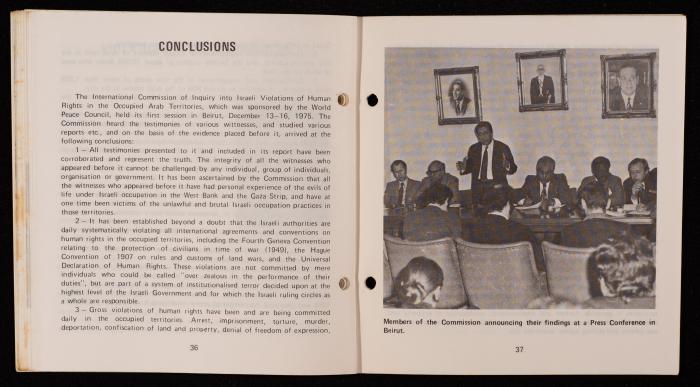 CONCLUSIONS
The International Commission of Inquiry into Israeli Violations of Human
Rights in the Occupied Arab Territories, which was sponsored by the World
Peace Council, held its first session in Beirut, December 13–16, 1975. The
Commission heard the testimonies of various witnesses, and studied various
reports etc., and on the basis of the evidence placed before it, arrived at the
following conclusions:
1 – All testimonies presented to it and included in its report have been
corroborated and represent the truth. The integrity of all the witnesses who
appeared before it cannot be challenged by any individual, group of individuals,
organisation or government. It has been ascertained by the Commission that all
the witnesses who appeared before it have had personal experience of the evils of
life under Israeli occupation in the West Bank and the Gaza Strip, and have at
one time been victims of the unlawful and brutal Israeli occupation practices in
those territories.
2 – It has been established beyond a doubt that the Israeli authorities are
daily systematically violating all international agreements and conventions on
human rights in the occupied territories, including the Fourth Geneva Convention
relating to the protection of civilians in time of war (1949), the Hague
Convention of 1907 on rules and customs of land wars, and the Universal
Declaration of Human Rights. These violations are not committed by mere
individuals who could be called "over zealous in the performance of their
duties", but are part of a system of institutionalised terror decided upon at the
highest level of the Israeli Government and for which the Israeli ruling circles as
a whole are responsible.
3 – Gross violations of human rights have been and are being committed
daily in the occupied territories. Arrest, imprisonment, torture, murder,
deportation, confiscation of land and property, denial of freedom of expression,
36
Members of the Commission announcing their findings at a Press Conference in
Beirut.
37